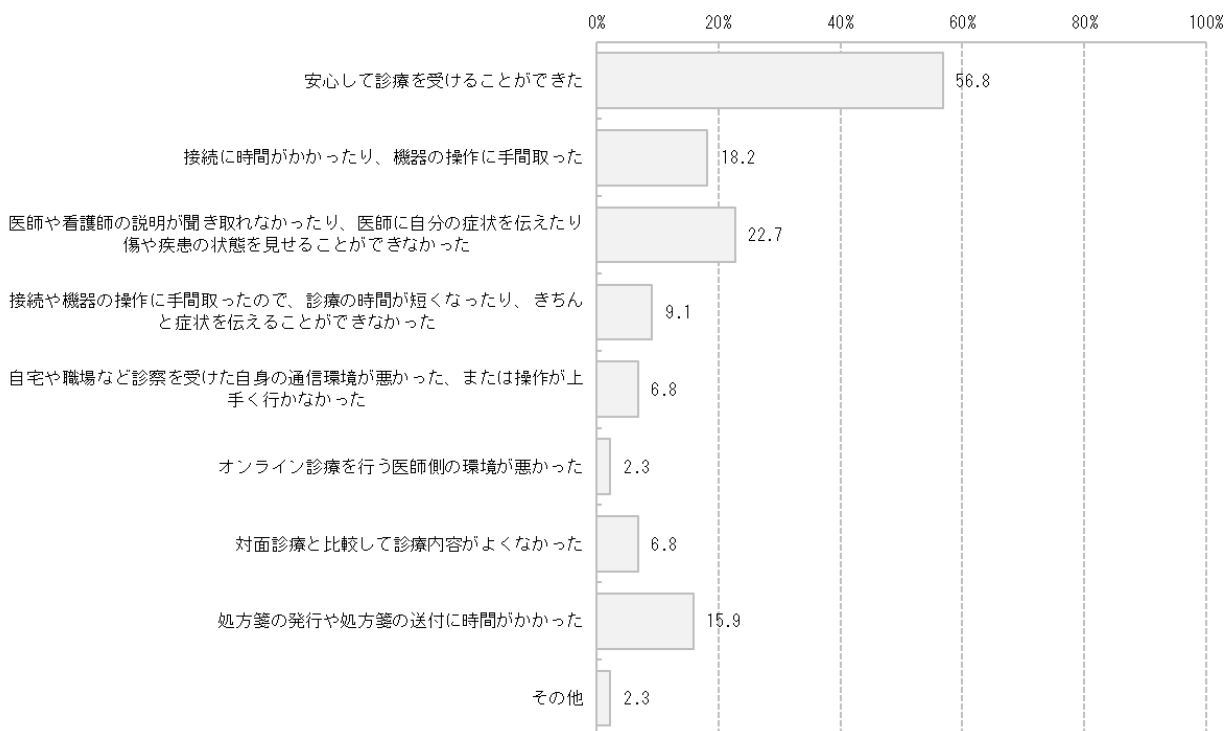 0% 20% 40% 60% 80% 100%
安心して診療を受けることができた 56.8
接続に時間がかかったり、機器の操作に手間取った 18.2
医師や看護師の説明が聞き取れなかったり、医師に自分の症状を伝えたり
傷や疾患の状態を見せることができなかった
22.7
接続や機器の操作に手間取ったので、診療の時間が短くなったり、きちん
と症状を伝えることができなかった
9.1
自宅や職場など診察を受けた自身の通信環境が悪かった、または操作が上
手く行かなかった
6.8
オンライン診療を行う医師側の環境が悪かった 2.3
対面診療と比較して診療内容がよくなかった 6.8
処方箋の発行や処方箋の送付に時間がかかった 15.9
その他 2.3